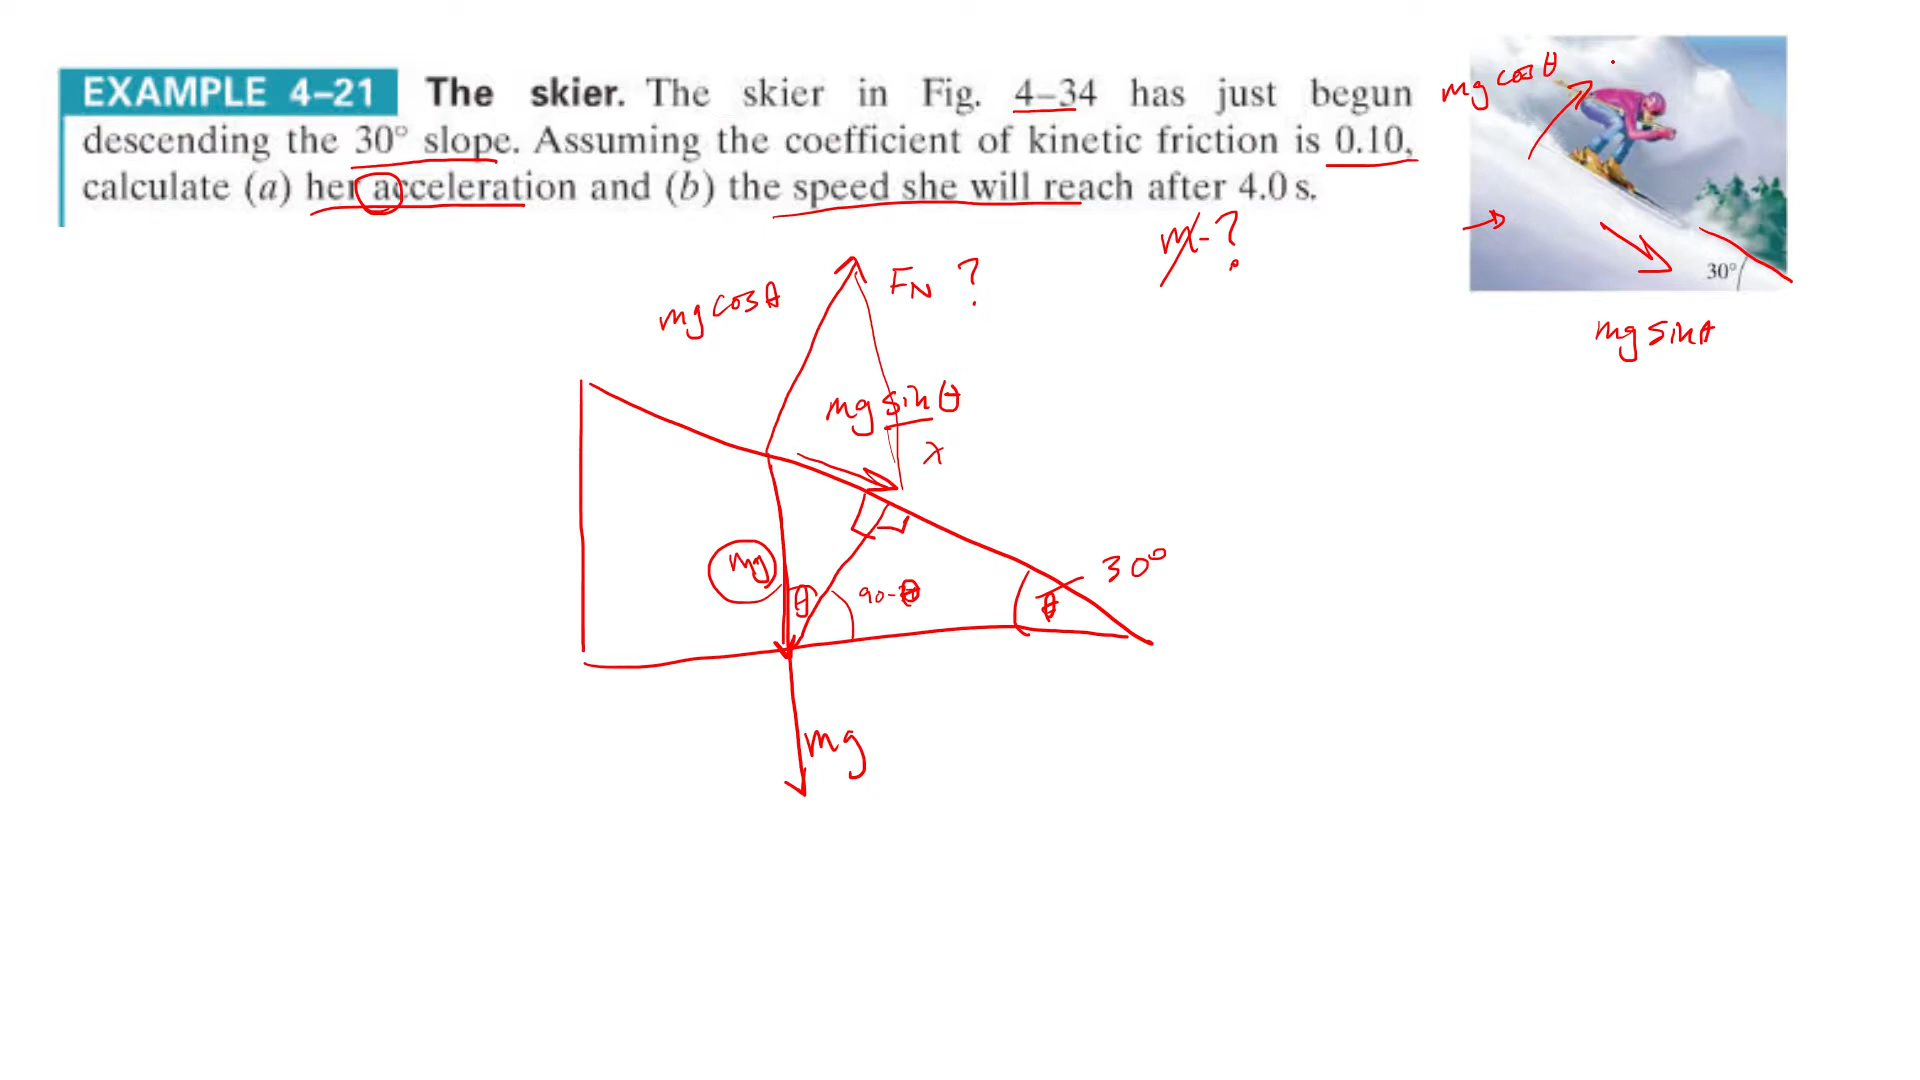 EXAMPLE 4–21 The skier. The skier in Fig. 4–34 has just begun
descending the 30° slope. Assuming the coefficient of kinetic friction is 0.10,
calculate (a) her acceleration and (b) the speed she will reach after 4.0 s.
mg cos θ
m - ?
30°
mg sin θ
FN ?
mg cos θ
mg sin θ
x
mg
θ
90-θ
θ
30°
mg